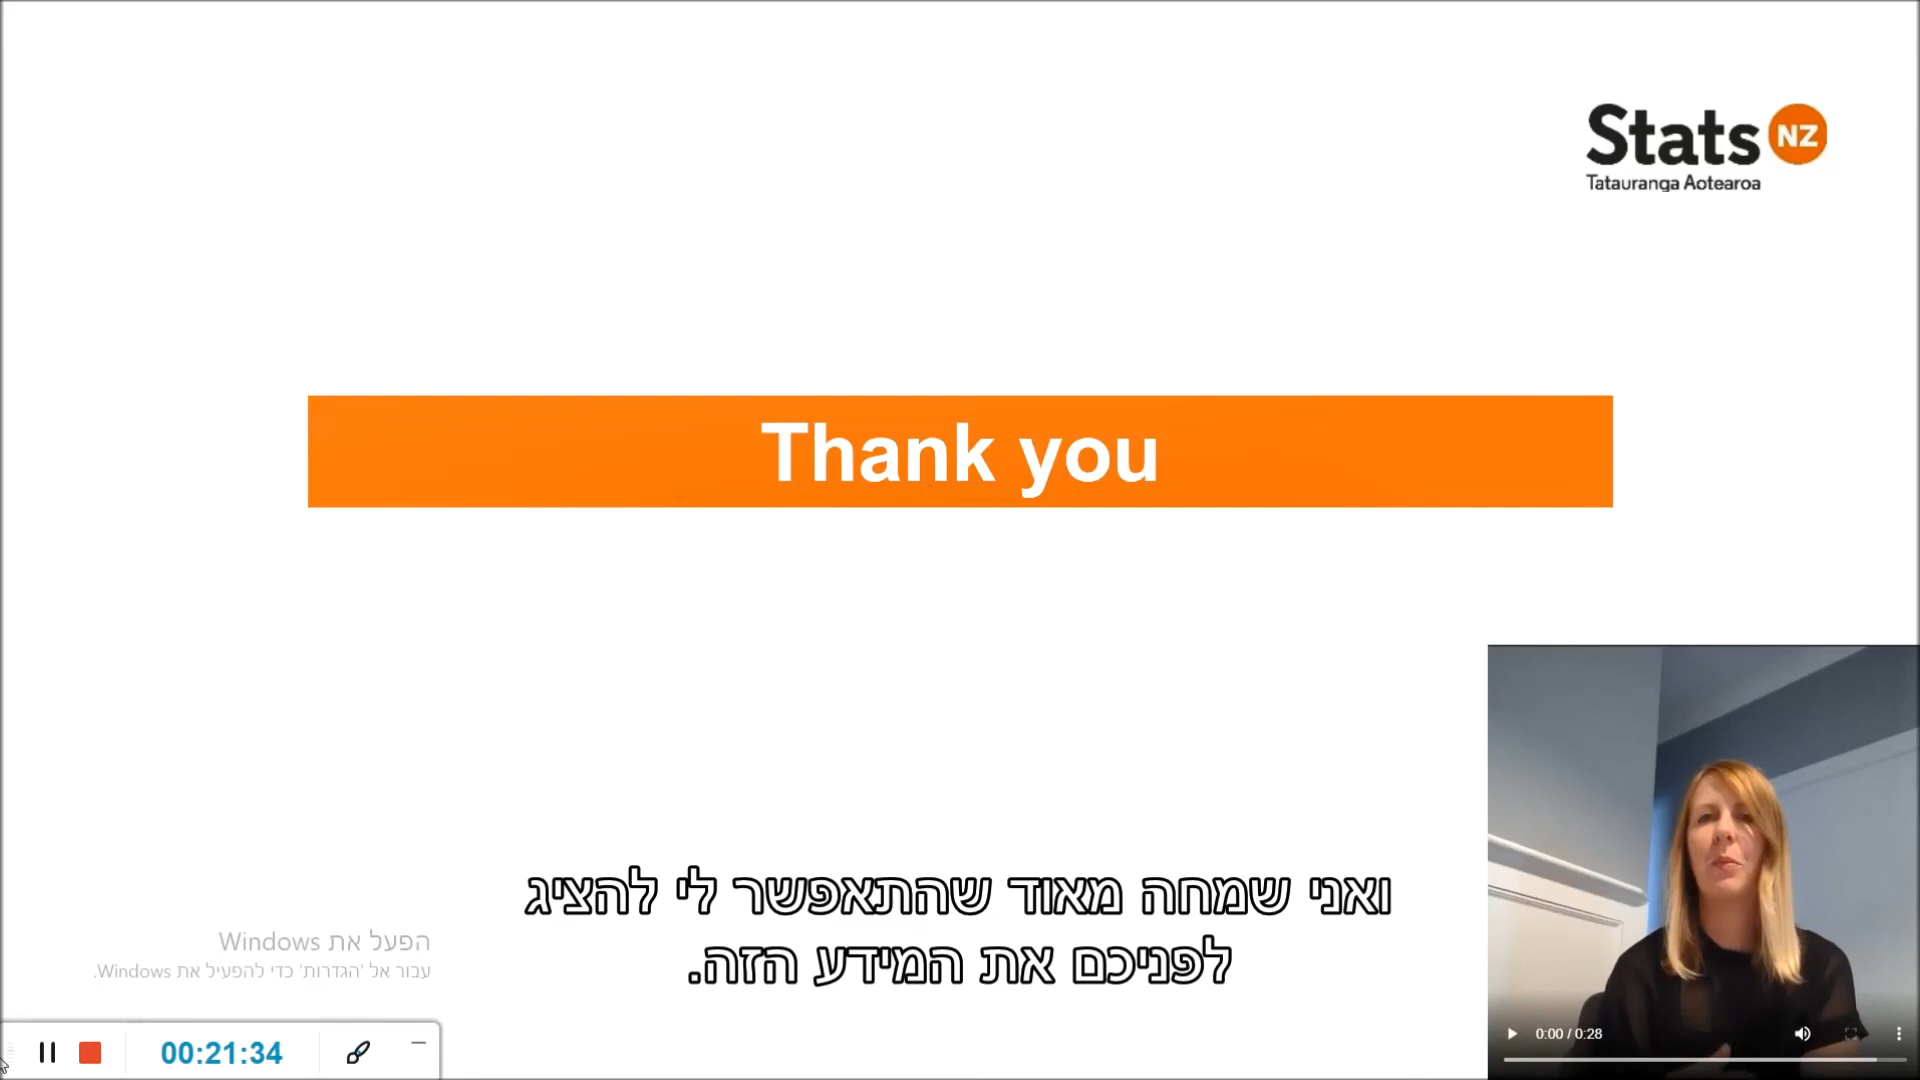 Stats NZ
Tatauranga Aotearoa
Thank you
ואני שמחה מאוד שהתאפשר לי להציג
לפניכם את המידע הזה.
הפעל את Windows
עבור אל 'הגדרות' כדי להפעיל את Windows.
00:21:34
0:00 / 0:28